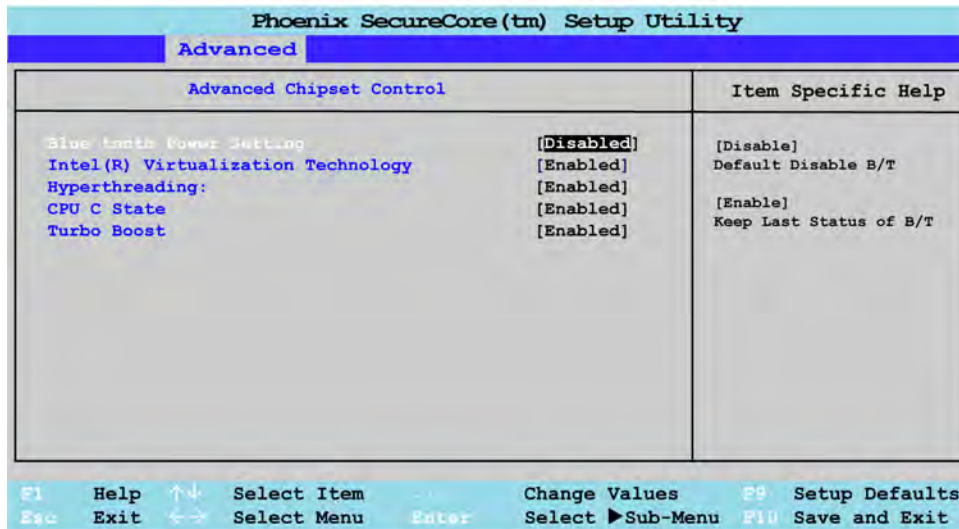 Phoenix SecureCore(tm) Setup Utility
Advanced
Advanced Chipset Control
Item Specific Help
Blue tooth Power Setting [Disabled]
Intel(R) Virtualization Technology [Enabled]
Hyperthreading: [Enabled]
CPU C State [Enabled]
Turbo Boost [Enabled]
[Disable]
Default Disable B/T
[Enable]
Keep Last Status of B/T
F1 Help ↑↓ Select Item Change Values F9 Setup Defaults
Esc Exit ←→ Select Menu Enter Select ▶Sub-Menu F10 Save and Exit